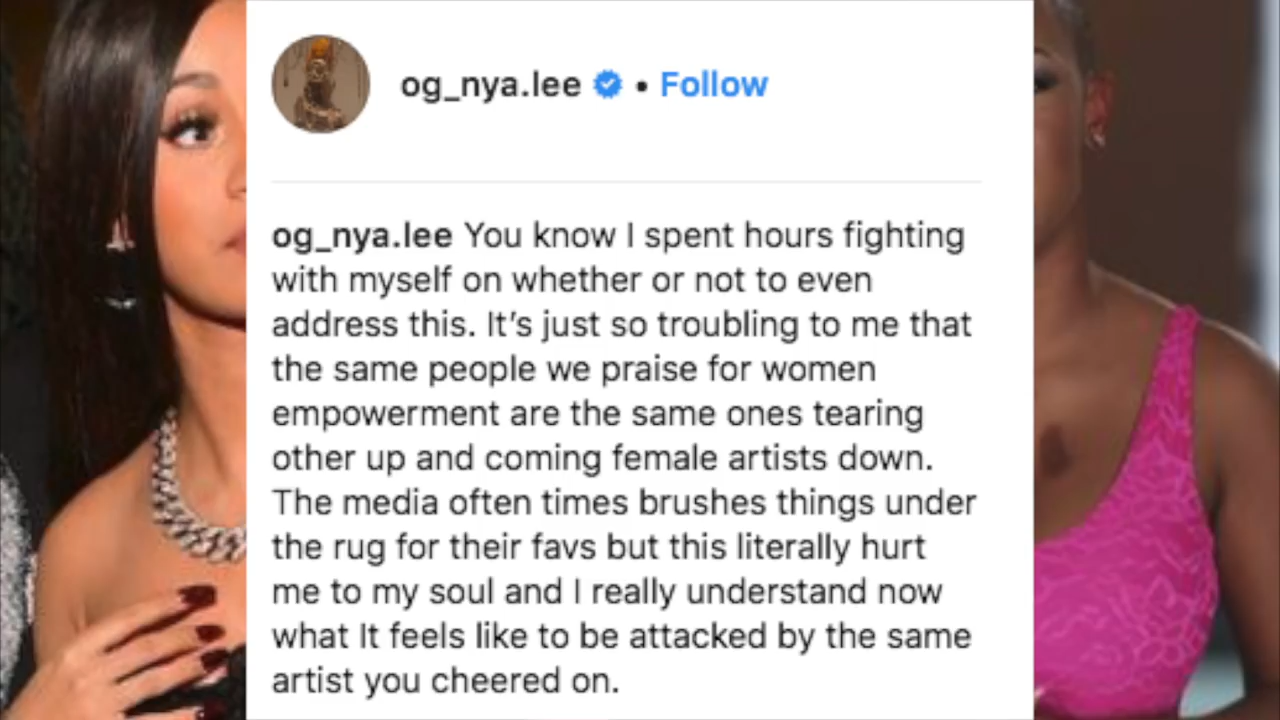 og_nya.lee • Follow
og_nya.lee You know I spent hours fighting
with myself on whether or not to even
address this. It’s just so troubling to me that
the same people we praise for women
empowerment are the same ones tearing
other up and coming female artists down.
The media often times brushes things under
the rug for their favs but this literally hurt
me to my soul and I really understand now
what It feels like to be attacked by the same
artist you cheered on.